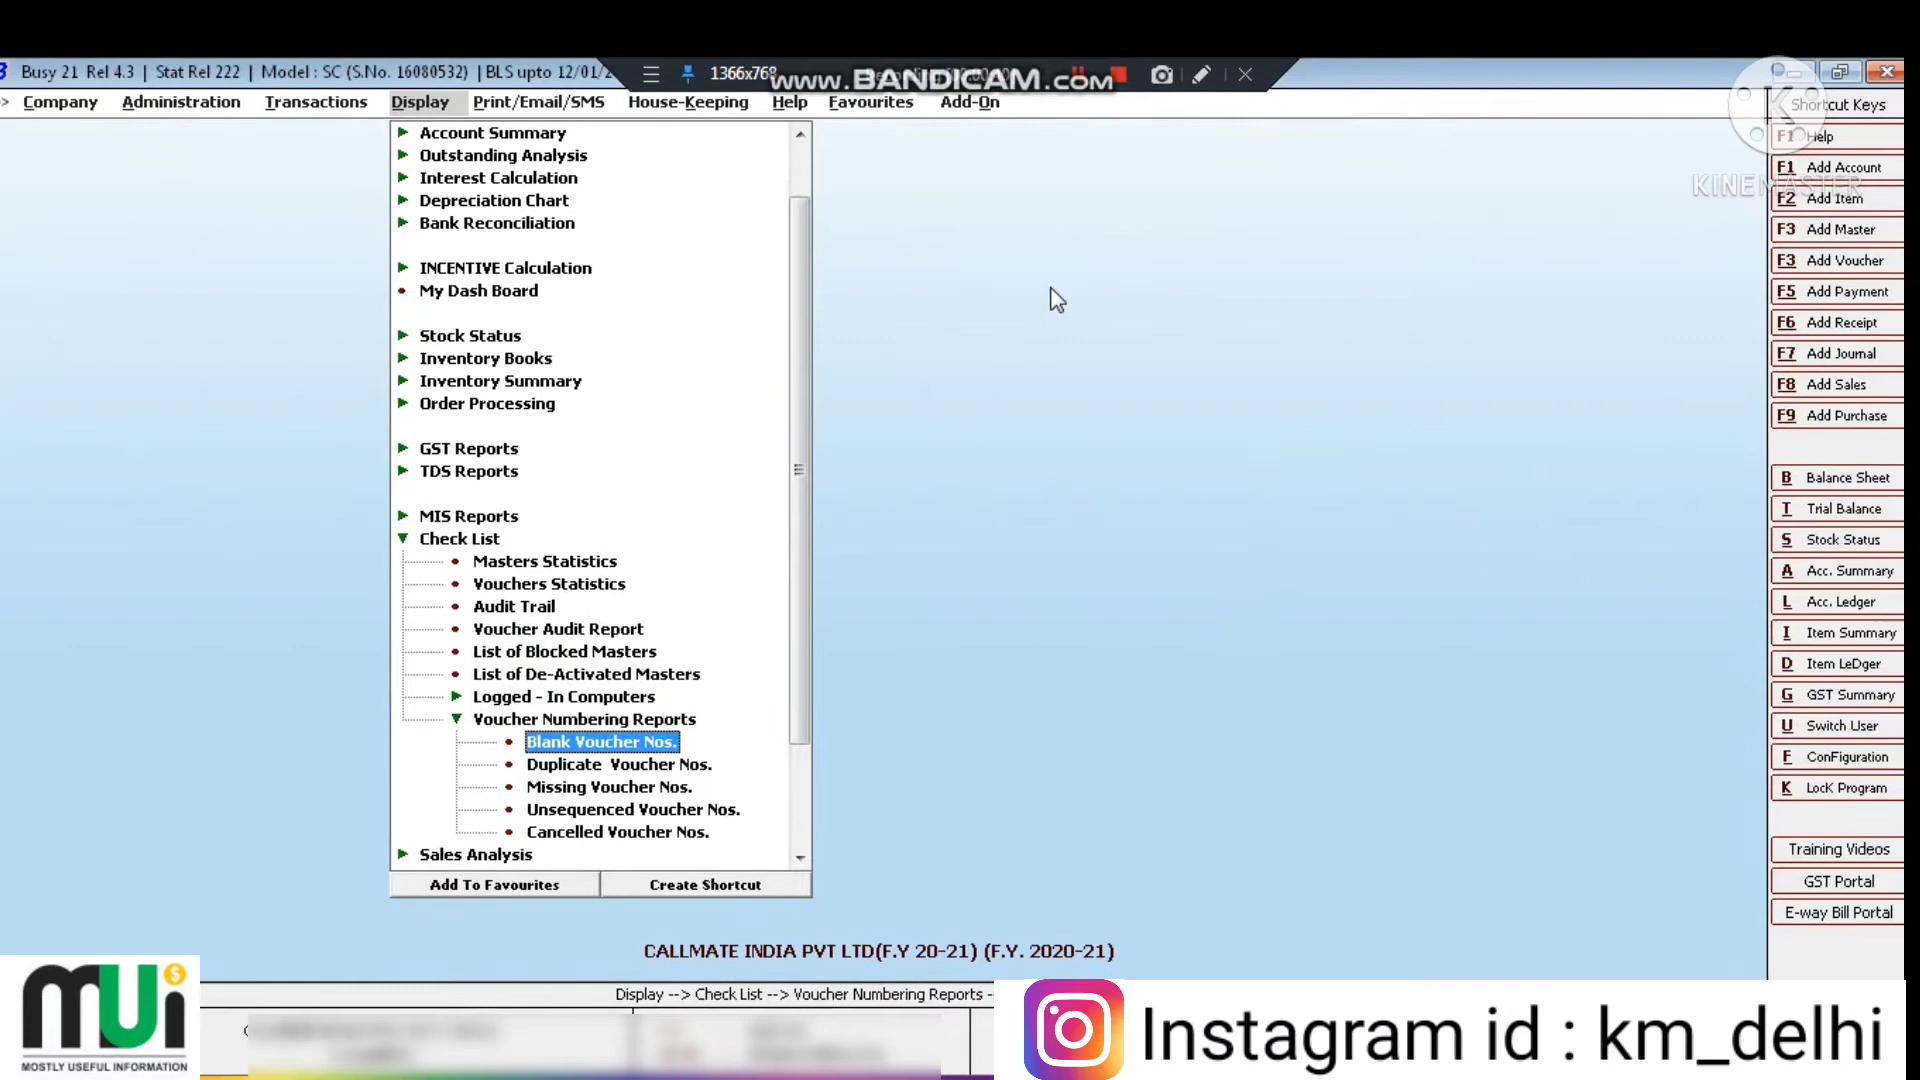 Busy 21 Rel 4.3 | Stat Rel 222 | Model : SC (S.No. 16080532) | BLS upto 12/01/2
1366x768
www.BANDICAM.com
Company Administration Transactions Display Print/Email/SMS House-Keeping Help Favourites Add-On
Account Summary
Outstanding Analysis
Interest Calculation
Depreciation Chart
Bank Reconciliation
INCENTIVE Calculation
My Dash Board
Stock Status
Inventory Books
Inventory Summary
Order Processing
GST Reports
TDS Reports
MIS Reports
Check List
Masters Statistics
Vouchers Statistics
Audit Trail
Voucher Audit Report
List of Blocked Masters
List of De-Activated Masters
Logged - In Computers
Voucher Numbering Reports
Blank Voucher Nos.
Duplicate Voucher Nos.
Missing Voucher Nos.
Unsequenced Voucher Nos.
Cancelled Voucher Nos.
Sales Analysis
Add To Favourites Create Shortcut
Shortcut Keys
F1 Help
F1 Add Account
KINEMASTER
F2 Add Item
F3 Add Master
F3 Add Voucher
F5 Add Payment
F6 Add Receipt
F7 Add Journal
F8 Add Sales
F9 Add Purchase
B Balance Sheet
T Trial Balance
S Stock Status
A Acc. Summary
L Acc. Ledger
I Item Summary
D Item LeDger
G GST Summary
U Switch User
F ConFiguration
K LocK Program
Training Videos
GST Portal
E-way Bill Portal
CALLMATE INDIA PVT LTD(F.Y 20-21) (F.Y. 2020-21)
Display --> Check List --> Voucher Numbering Reports -
MUi
MOSTLY USEFUL INFORMATION
Instagram id : km_delhi